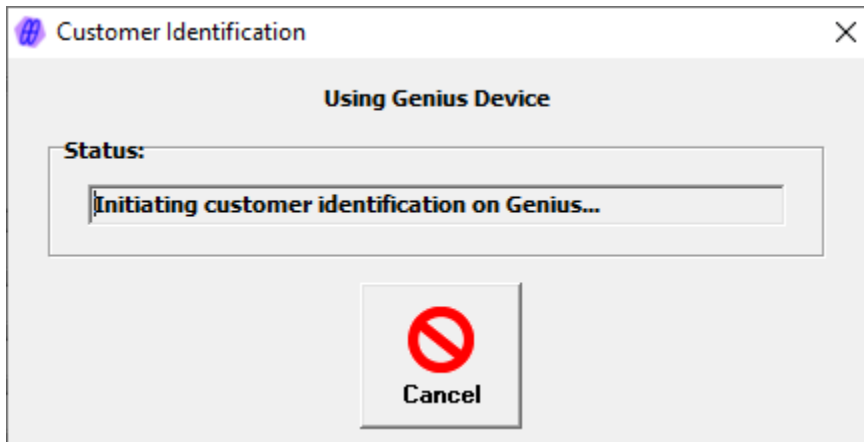 Customer Identification
Using Genius Device
Status:
Initiating customer identification on Genius...
Cancel